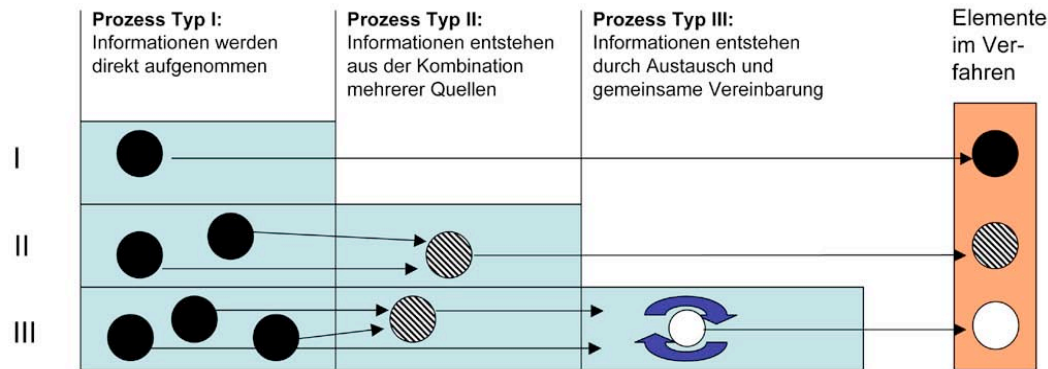 Prozess Typ I:
Informationen werden
direkt aufgenommen
Prozess Typ II:
Informationen entstehen
aus der Kombination
mehrerer Quellen
Prozess Typ III:
Informationen entstehen
durch Austausch und
gemeinsame Vereinbarung
Elemente
im Ver-
fahren
I
II
III